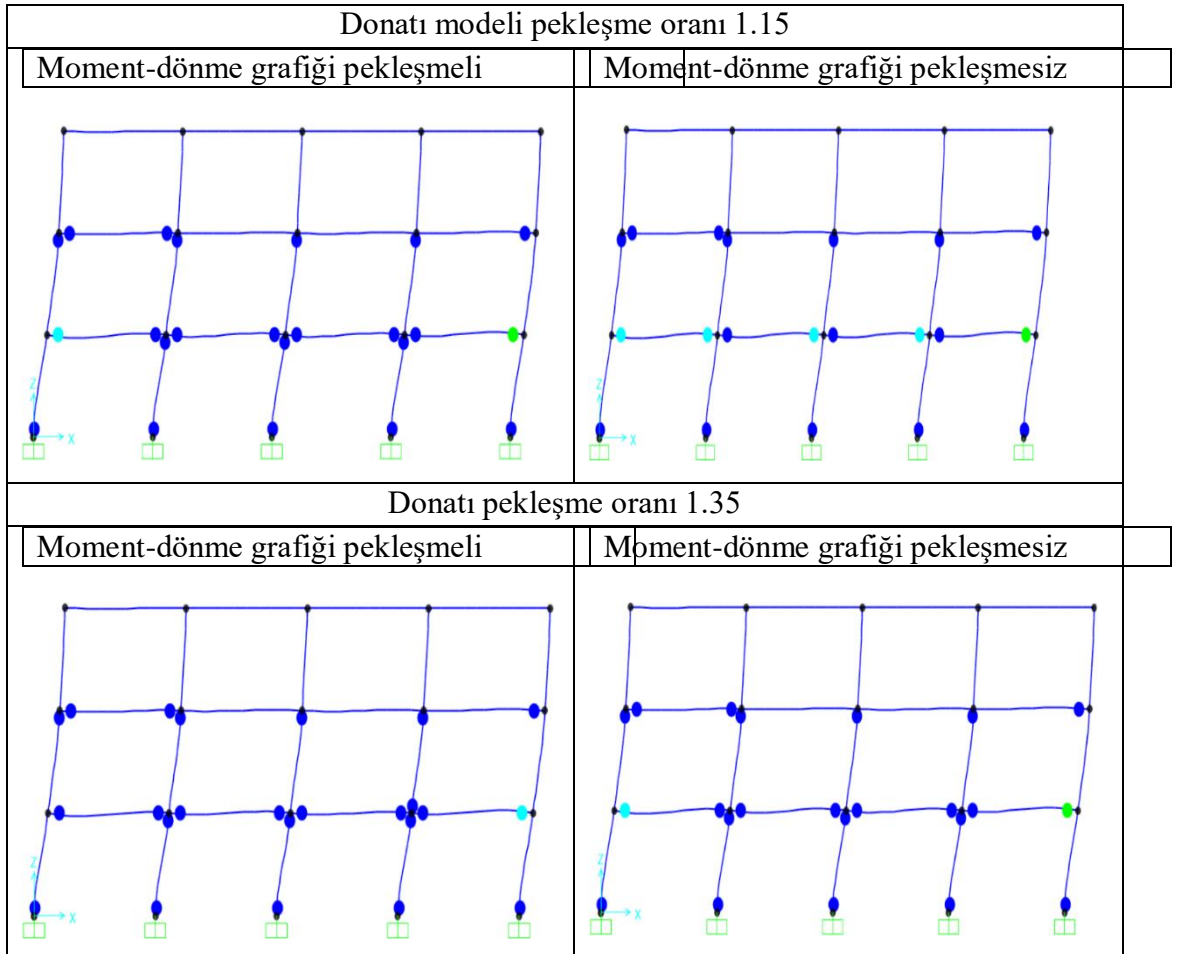 Donatı modeli pekleşme oranı 1.15
Moment-dönme grafiği pekleşmeli
Moment-dönme grafiği pekleşmesiz
Z
X
Z
X
Donatı pekleşme oranı 1.35
Moment-dönme grafiği pekleşmeli
Moment-dönme grafiği pekleşmesiz
Z
X
Z
X